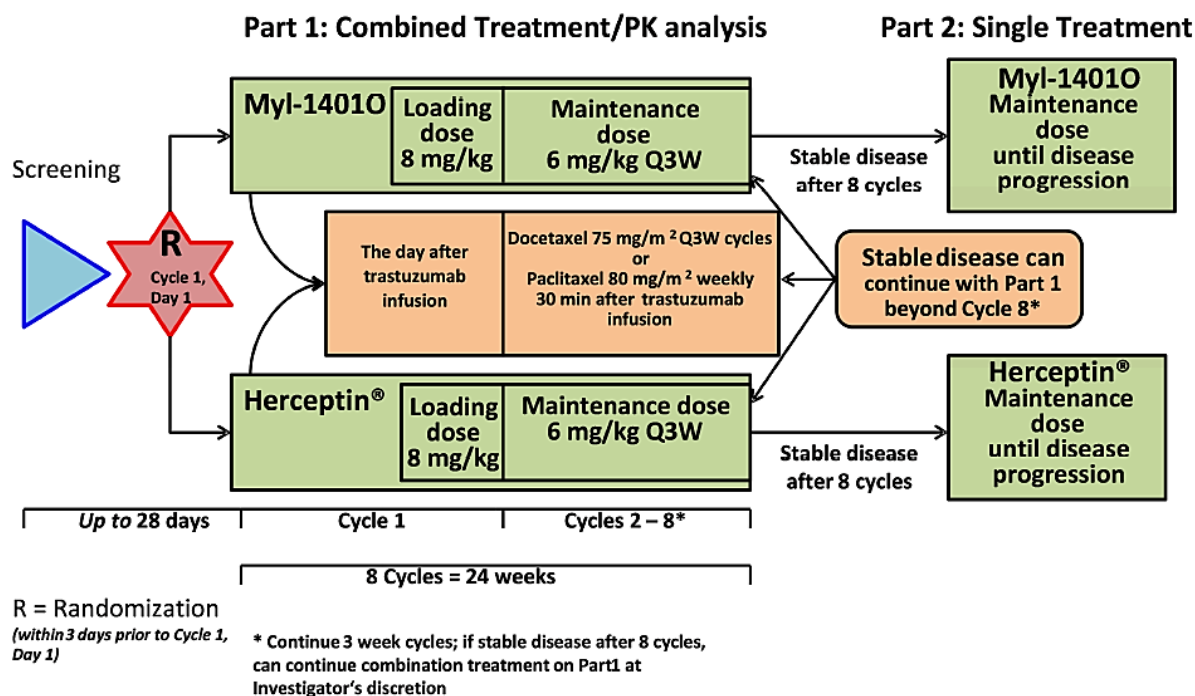 Part 1: Combined Treatment/PK analysis
Part 2: Single Treatment
Screening
R
Cycle 1,
Day 1
Myl-1401O
Loading
dose
8 mg/kg
Maintenance
dose
6 mg/kg Q3W
Stable disease
after 8 cycles
Myl-1401O
Maintenance
dose
until disease
progression
The day after
trastuzumab
infusion
Docetaxel 75 mg/m ² Q3W cycles
or
Paclitaxel 80 mg/m ² weekly
30 min after trastuzumab
infusion
Stable disease can
continue with Part 1
beyond Cycle 8*
Herceptin®
Loading
dose
8 mg/kg
Maintenance dose
6 mg/kg Q3W
Stable disease
after 8 cycles
Herceptin®
Maintenance
dose
until disease
progression
Up to 28 days
Cycle 1
Cycles 2 – 8*
8 Cycles = 24 weeks
R = Randomization
(within 3 days prior to Cycle 1,
Day 1)
* Continue 3 week cycles; if stable disease after 8 cycles,
can continue combination treatment on Part1 at
Investigator‘s discretion